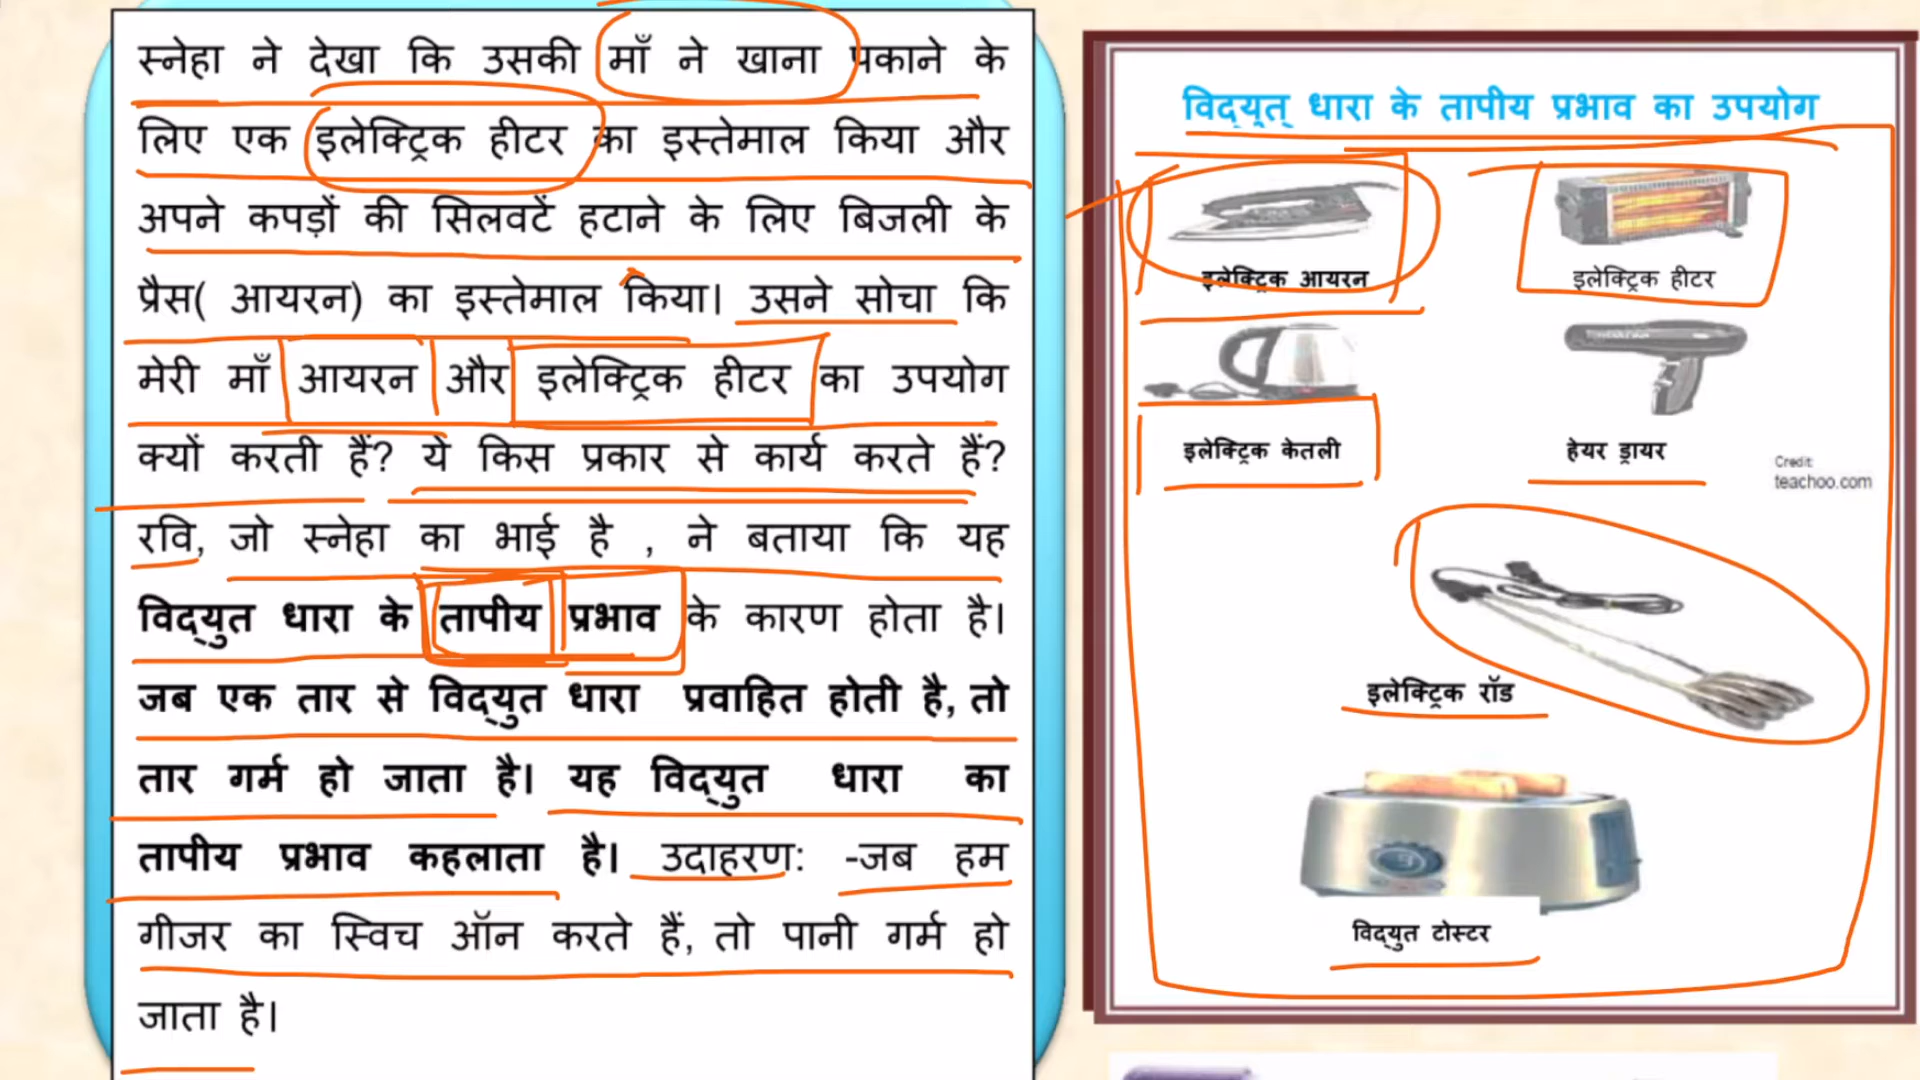 स्नेहा ने देखा कि उसकी माँ ने खाना पकाने के
लिए एक इलेक्ट्रिक हीटर का इस्तेमाल किया और
अपने कपड़ों की सिलवटें हटाने के लिए बिजली के
प्रैस( आयरन) का इस्तेमाल किया। उसने सोचा कि
मेरी माँ आयरन और इलेक्ट्रिक हीटर का उपयोग
क्यों करती हैं? ये किस प्रकार से कार्य करते हैं?
रवि, जो स्नेहा का भाई है , ने बताया कि यह
विद्युत धारा के तापीय प्रभाव के कारण होता है।
जब एक तार से विद्युत धारा प्रवाहित होती है, तो
तार गर्म हो जाता है। यह विद्युत धारा का
तापीय प्रभाव कहलाता है। उदाहरण: -जब हम
गीजर का स्विच ऑन करते हैं, तो पानी गर्म हो
जाता है।
विद्युत् धारा के तापीय प्रभाव का उपयोग
इलेक्ट्रिक आयरन
इलेक्ट्रिक हीटर
इलेक्ट्रिक केतली
हेयर ड्रायर
Credit:
teachoo.com
इलेक्ट्रिक रॉड
विद्युत टोस्टर